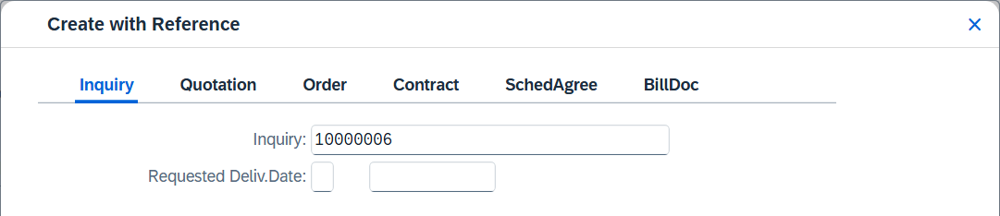 Create with Reference
Inquiry Quotation Order Contract SchedAgree BillDoc
Inquiry: 10000006
Requested Deliv.Date: